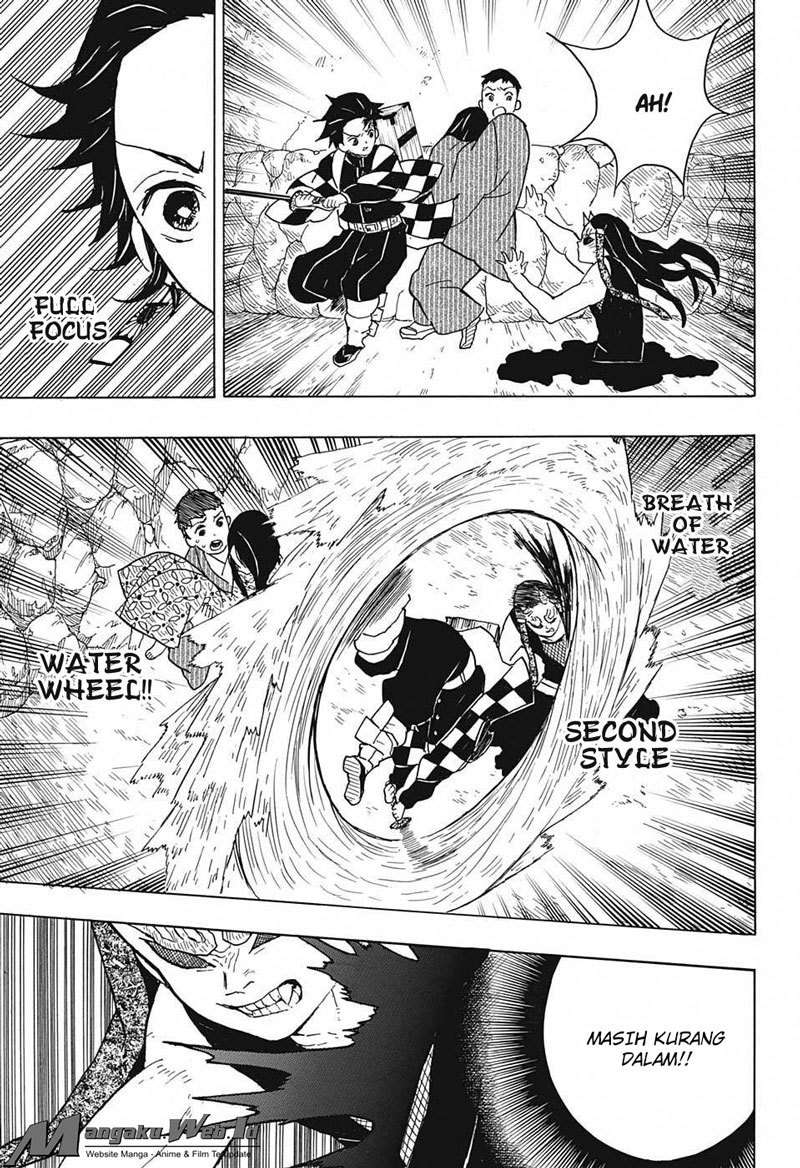 AH!
FULL
FOCUS
BREATH
OF
WATER
SECOND
STYLE
WATER
WHEEL!!
MASIH KURANG
DALAM!!
Mangaku.Web.Id
Website Manga - Anime & Film Terupdate